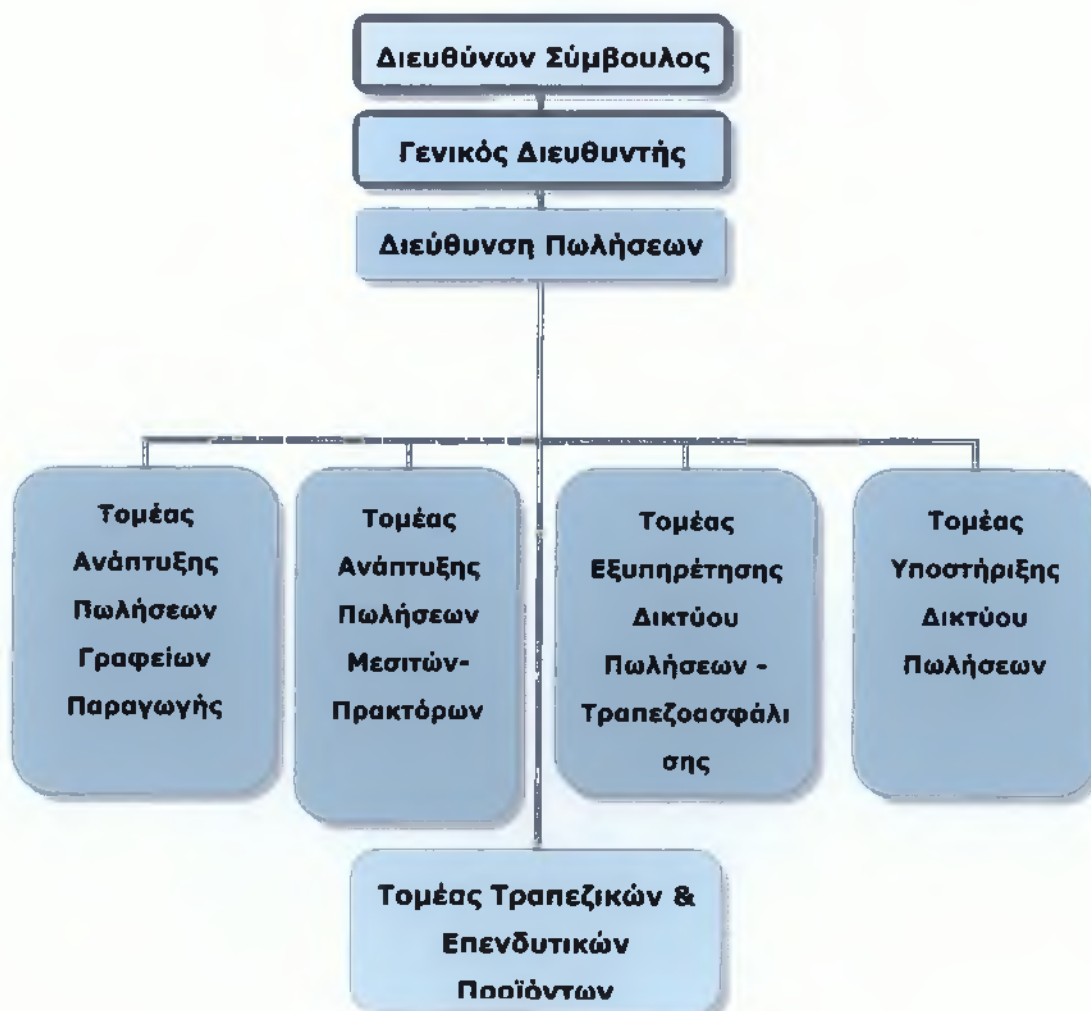 Διευθύνων Σύμβουλος
Γενικός Διευθυντής
Διεύθυνση Πωλήσεων
Τομέας
Ανάπτυξης
Πωλήσεων
Γραφείων
Παραγωγής
Τομέας
Ανάπτυξης
Πωλήσεων
Μεσιτών-
Πρακτόρων
Τομέας
Εξυπηρέτησης
Δικτύου
Πωλήσεων -
Τραπεζοασφάλι
σης
Τομέας
Υποστήριξης
Δικτύου
Πωλήσεων
Τομέας Τραπεζικών &
Επενδυτικών
Προϊόντων